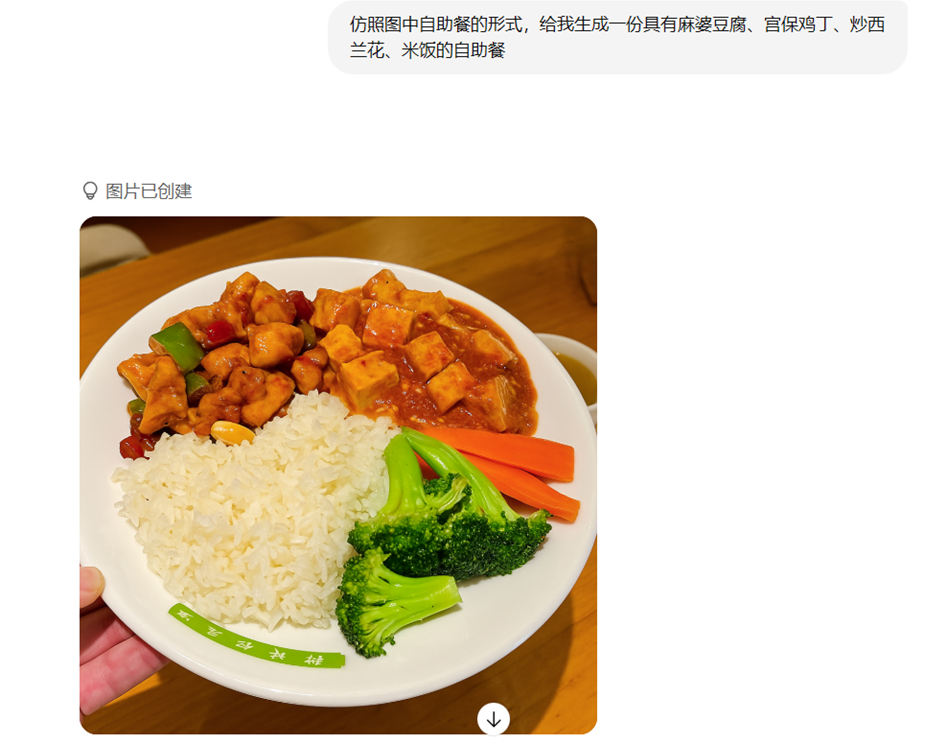 仿照图中自助餐的形式，给我生成一份具有麻婆豆腐、宫保鸡丁、炒西
兰花、米饭的自助餐
图片已创建